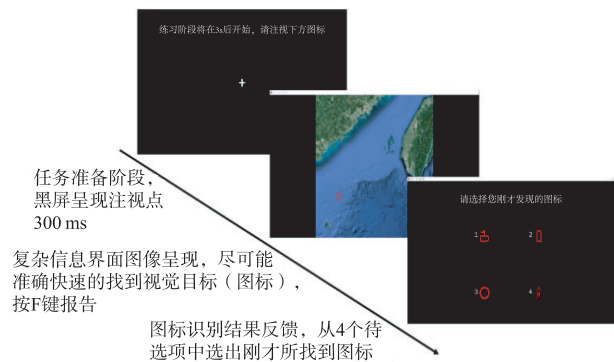 练习阶段将在3s后开始，请注视下方图标
请选择您刚才发现的图标
1
2
3
4
任务准备阶段，
黑屏呈现注视点
300 ms
复杂信息界面图像呈现，尽可能
准确快速的找到视觉目标（图标），
按F键报告
图标识别结果反馈，从4个待
选项中选出刚才所找到图标